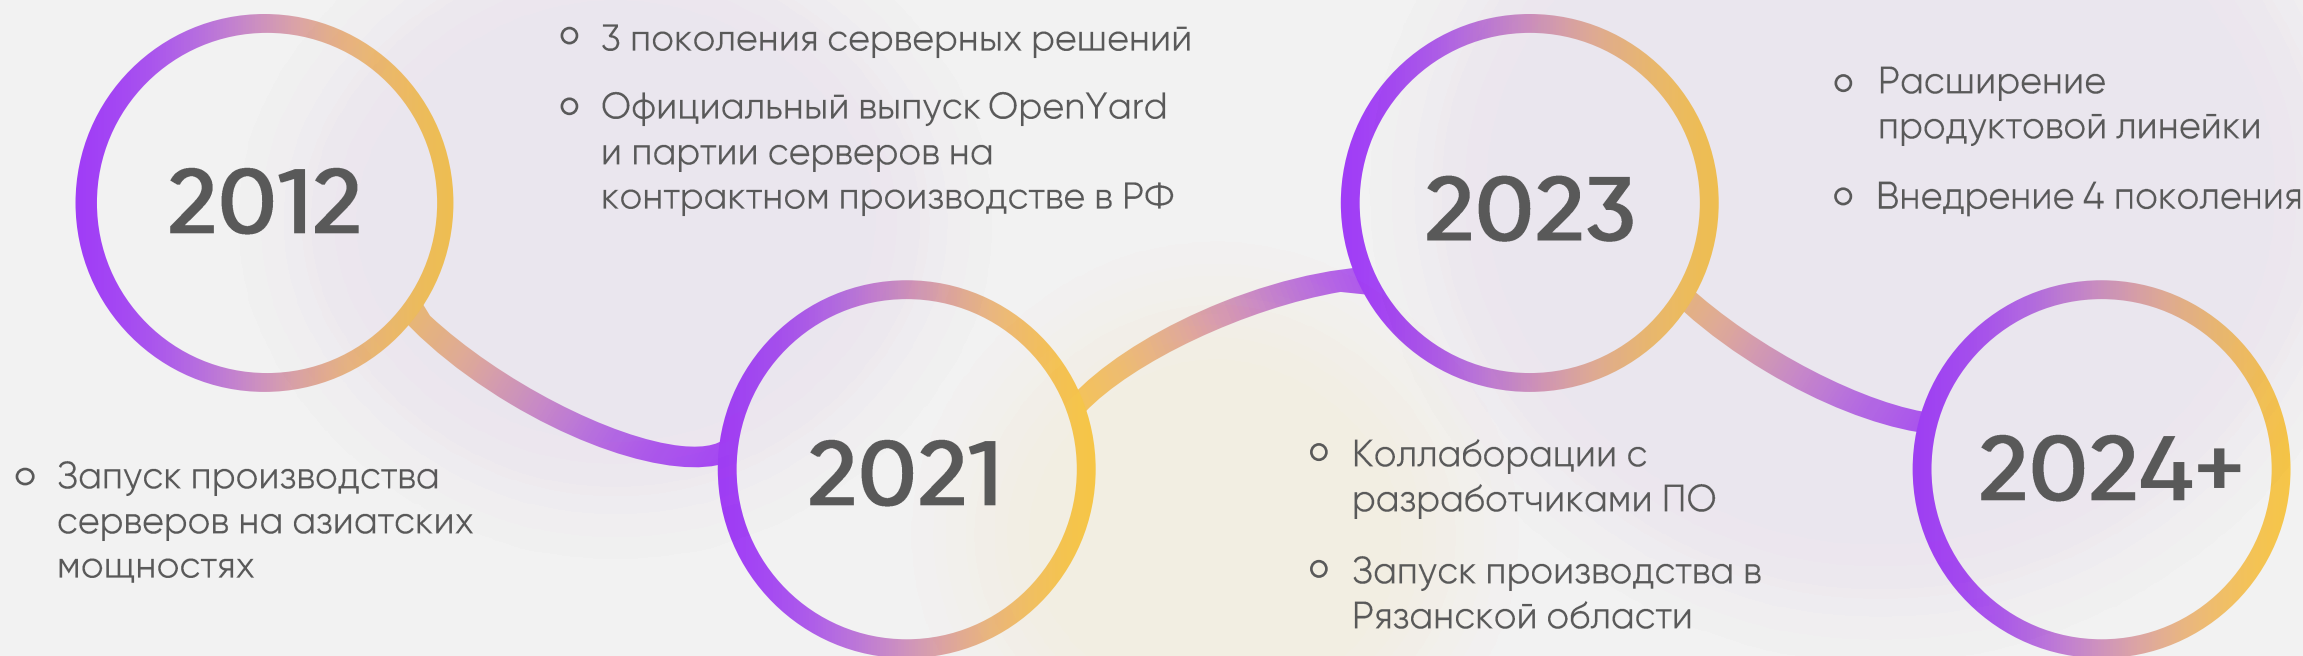 2012
Запуск производства
серверов на азиатских
мощностях
3 поколения серверных решений
Официальный выпуск OpenYard
и партии серверов на
контрактном производстве в РФ
2021
2023
Коллаборации с
разработчиками ПО
Запуск производства в
Рязанской области
Расширение
продуктовой линейки
Внедрение 4 поколения
2024+